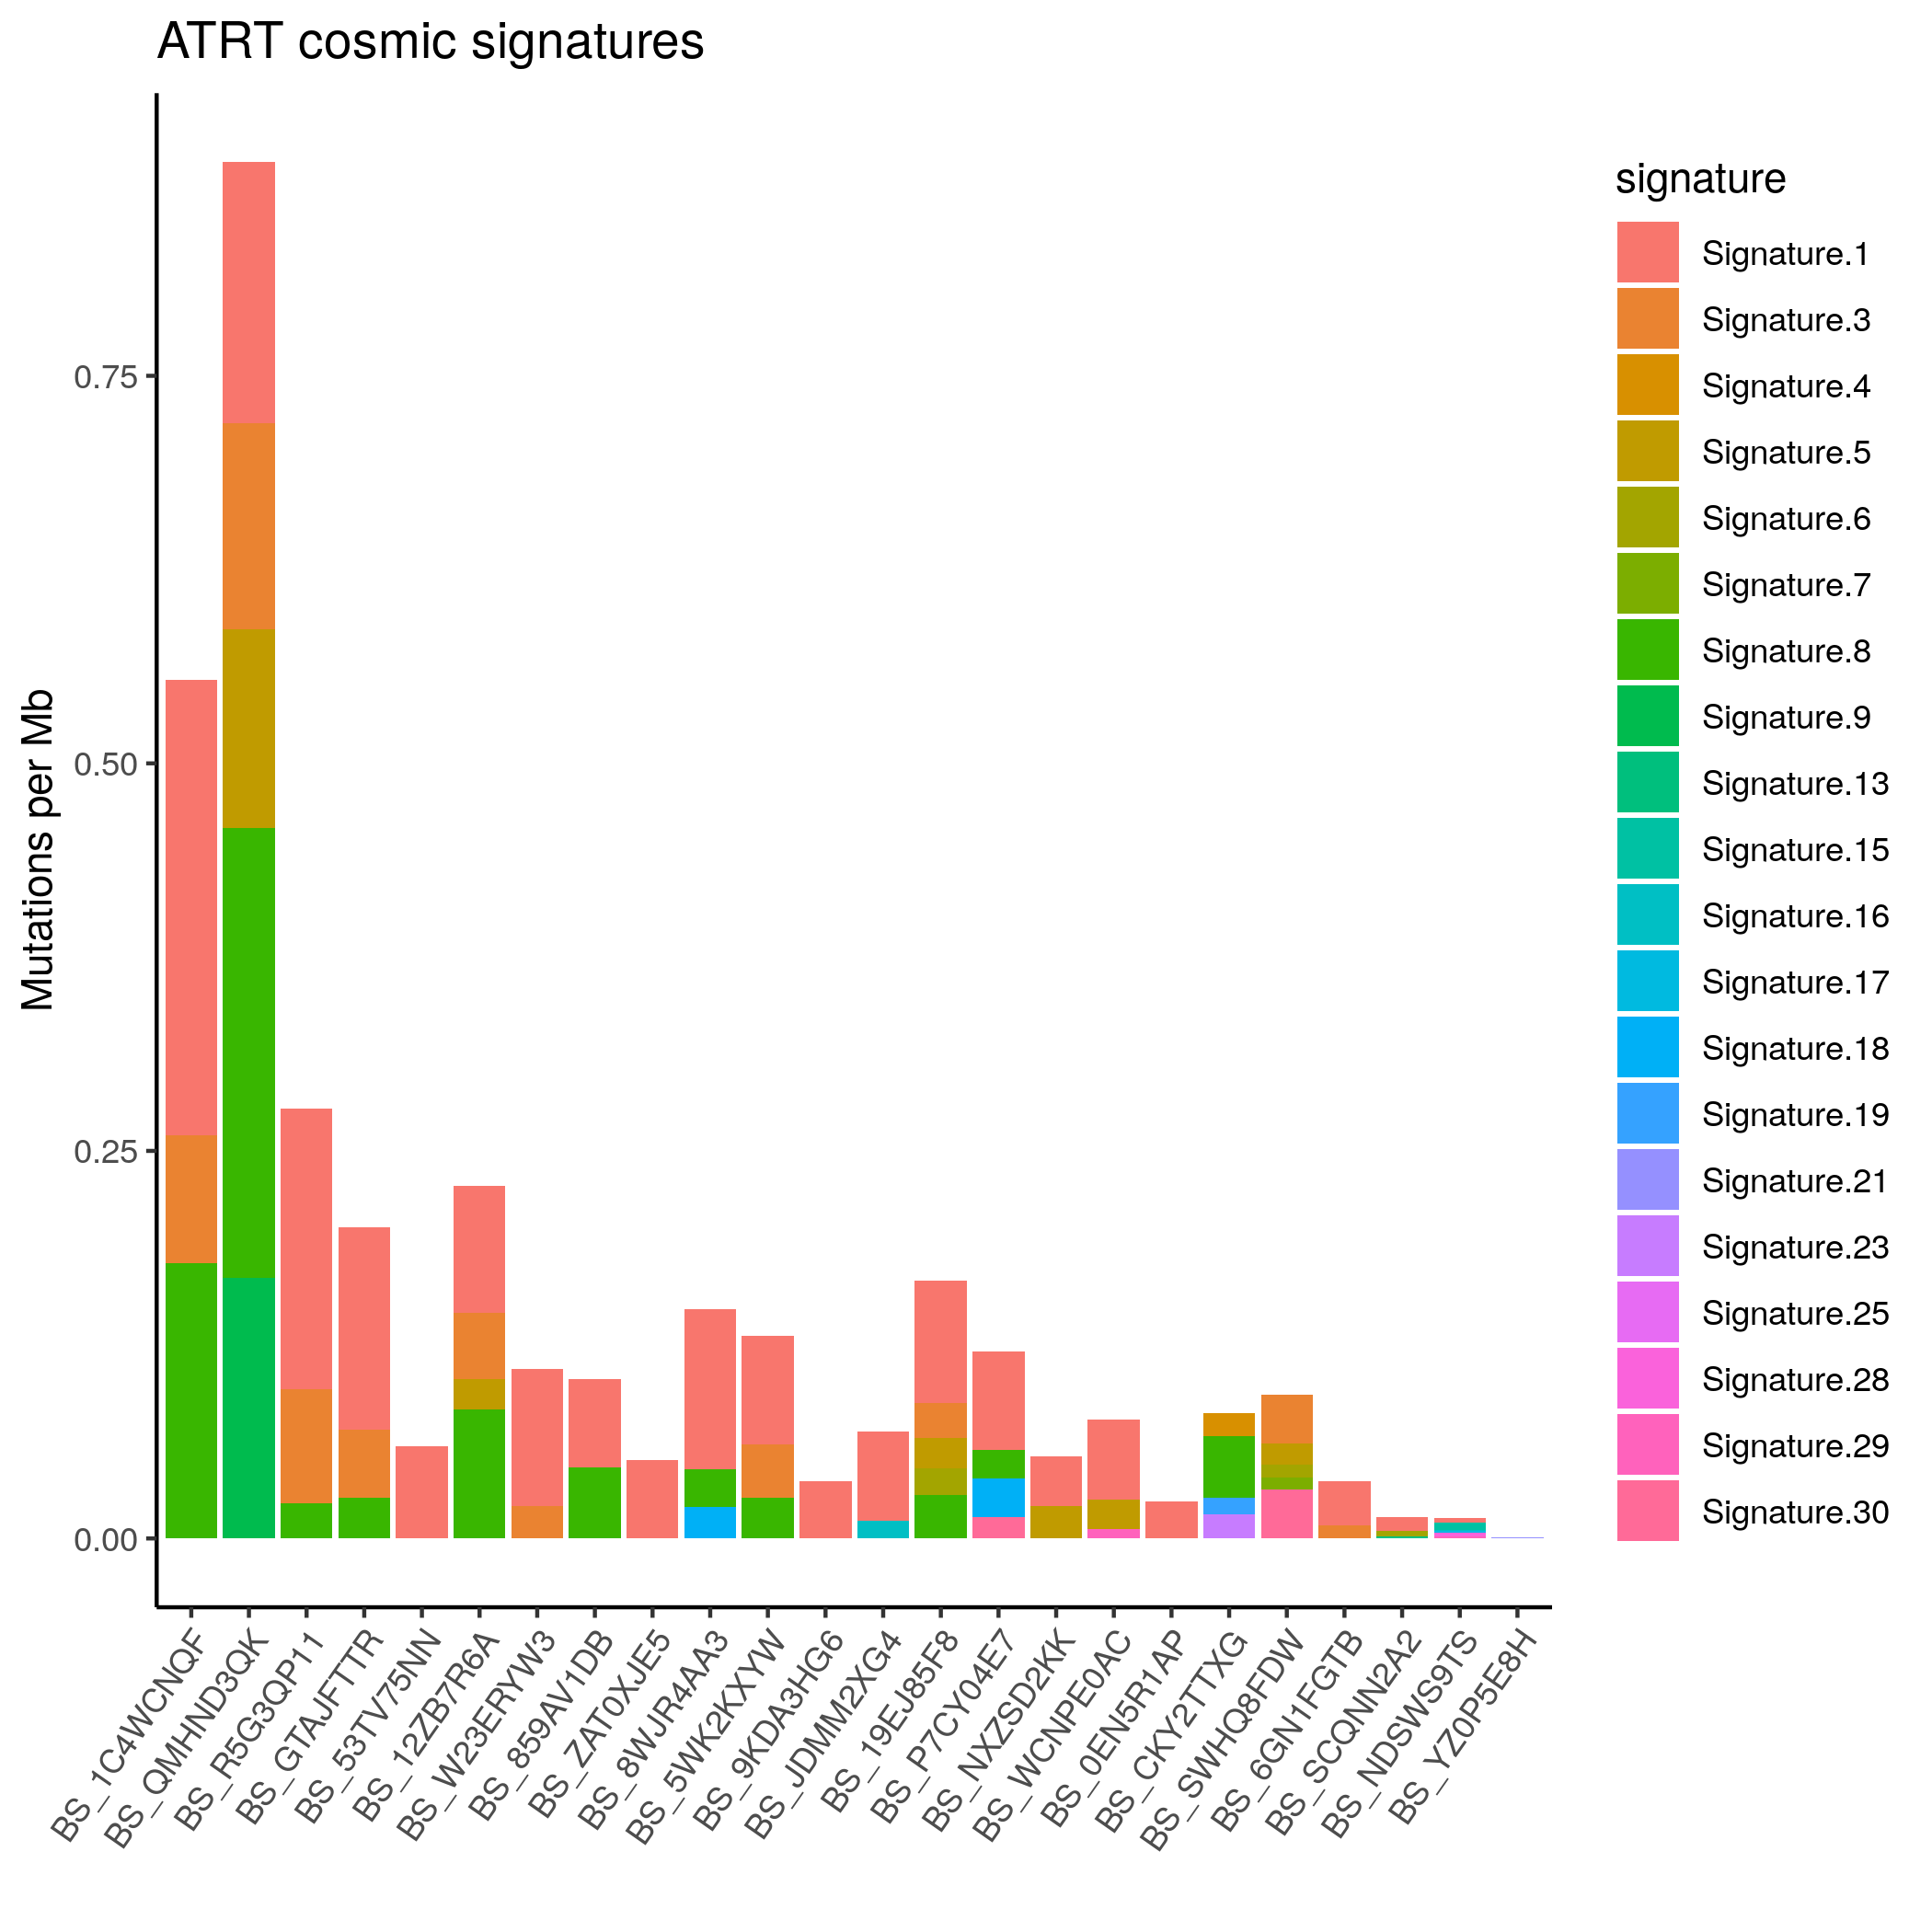 ATRT cosmic signatures
Mutations per Mb
0.75
0.50
0.25
0.00
BS_1C4WCNQF
BS_QMHND3QK
BS_R5G3QP11
BS_GTAJFTTR
BS_53TV75NN
BS_12ZB7R6A
BS_W23ERYW3
BS_859AV1DB
BS_ZAT0XJE5
BS_8WJR4AA3
BS_5WK2KXYW
BS_9KDA3HG6
BS_JDMM2XG4
BS_19EJ85F8
BS_P7CY04E7
BS_NXZSD2KK
BS_WCNPE0AC
BS_0EN5R1AP
BS_CKY2TTXG
BS_SWHQ8FDW
BS_6GN1FGTB
BS_SCQNN2A2
BS_NDSWS9TS
BS_YZ0P5E8H
signature
Signature.1
Signature.3
Signature.4
Signature.5
Signature.6
Signature.7
Signature.8
Signature.9
Signature.13
Signature.15
Signature.16
Signature.17
Signature.18
Signature.19
Signature.21
Signature.23
Signature.25
Signature.28
Signature.29
Signature.30